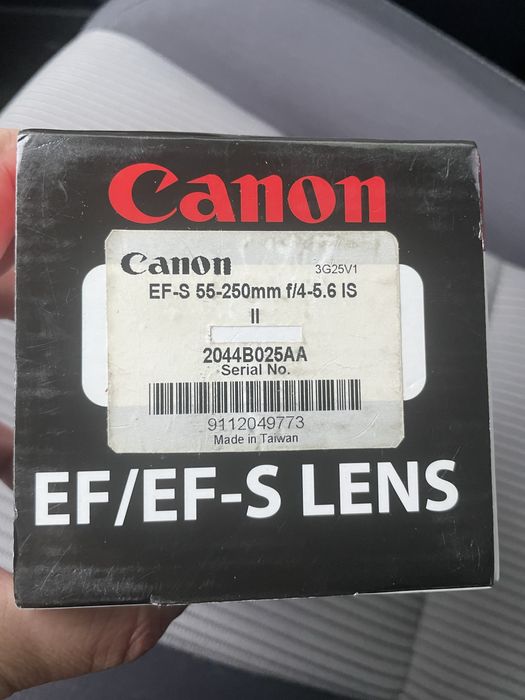 Canon
Canon
3G25V1
EF-S 55-250mm f/4-5.6 IS
II
2044B025AA
Serial No.
9112049773
Made in Taiwan
EF/EF-S LENS